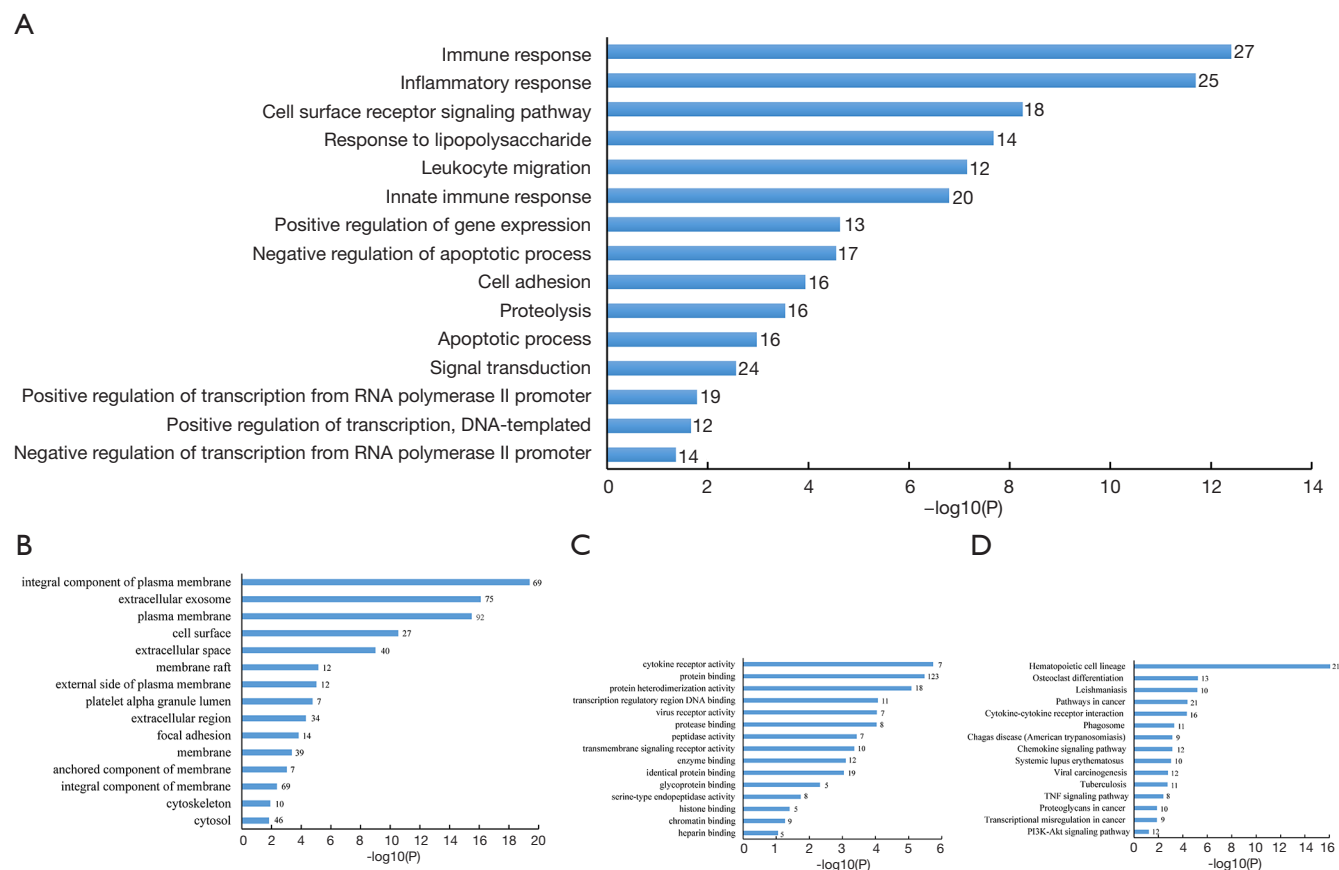 A
Immune response 27
Inflammatory response 25
Cell surface receptor signaling pathway 18
Response to lipopolysaccharide 14
Leukocyte migration 12
Innate immune response 20
Positive regulation of gene expression 13
Negative regulation of apoptotic process 17
Cell adhesion 16
Proteolysis 16
Apoptotic process 16
Signal transduction 24
Positive regulation of transcription from RNA polymerase II promoter 19
Positive regulation of transcription, DNA-templated 12
Negative regulation of transcription from RNA polymerase II promoter 14
0 2 4 6 8 10 12 14
−log10(P)
B
integral component of plasma membrane 69
extracellular exosome 75
plasma membrane 92
cell surface 27
extracellular space 40
membrane raft 12
external side of plasma membrane 12
platelet alpha granule lumen 7
extracellular region 34
focal adhesion 14
membrane 39
anchored component of membrane 7
integral component of membrane 69
cytoskeleton 10
cytosol 46
0 2 4 6 8 10 12 14 16 18 20
-log10(P)
C
cytokine receptor activity 7
protein binding 123
protein heterodimerization activity 18
transcription regulatory region DNA binding 11
virus receptor activity 7
protease binding 8
peptidase activity 7
transmembrane signaling receptor activity 10
enzyme binding 12
identical protein binding 19
glycoprotein binding 5
serine-type endopeptidase activity 8
histone binding 5
chromatin binding 9
heparin binding 5
0 1 2 3 4 5 6
-log10(P)
D
Hematopoietic cell lineage 21
Osteoclast differentiation 13
Leishmaniasis 10
Pathways in cancer 21
Cytokine-cytokine receptor interaction 16
Phagosome 11
Chagas disease (American trypanosomiasis) 9
Chemokine signaling pathway 12
Systemic lupus erythematosus 10
Viral carcinogenesis 12
Tuberculosis 11
TNF signaling pathway 8
Proteoglycans in cancer 10
Transcriptional misregulation in cancer 9
PI3K-Akt signaling pathway 12
0 2 4 6 8 10 12 14 16
-log10(P)